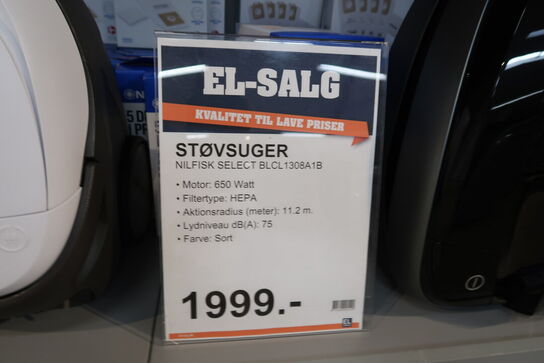 EL-SALG
KVALITET TIL LAVE PRISER
STØVSUGER
NILFISK SELECT BLCL1308A1B
• Motor: 650 Watt
• Filtertype: HEPA
• Aktionsradius (meter): 11.2 m.
• Lydniveau dB(A): 75
• Farve: Sort
1999.-
EL